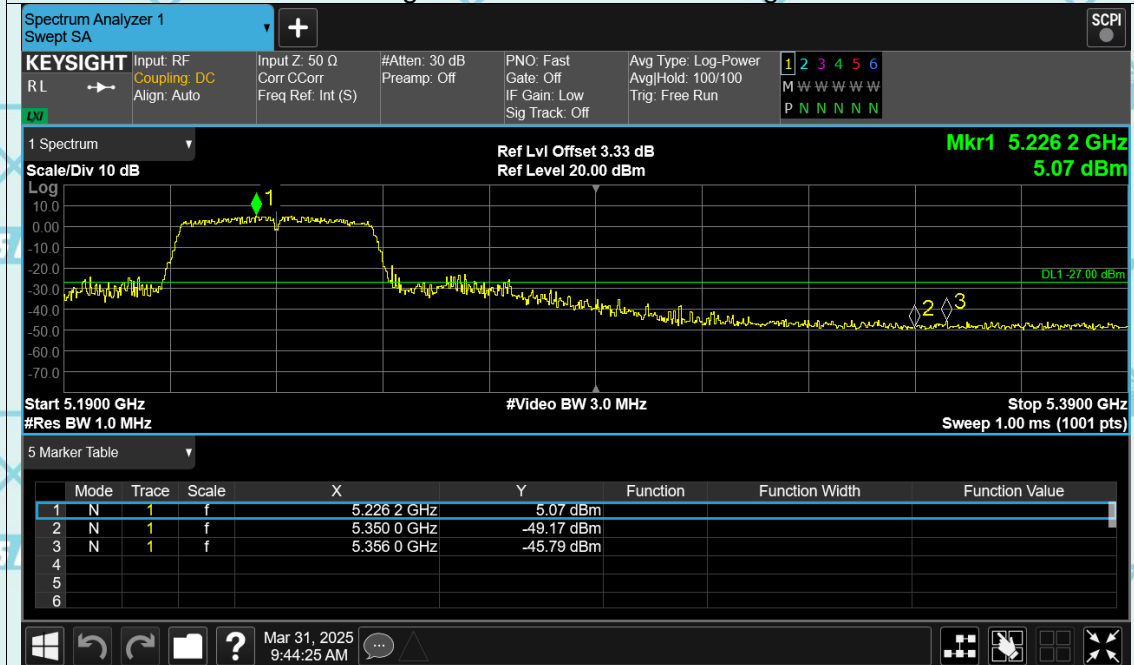 Spectrum Analyzer 1
Swept SA
+
SCPI
KEYSIGHT
RL
LXI
Input: RF
Coupling: DC
Align: Auto
Input Z: 50 Ω
Corr CCorr
Freq Ref: Int (S)
#Atten: 30 dB
Preamp: Off
PNO: Fast
Gate: Off
IF Gain: Low
Sig Track: Off
Avg Type: Log-Power
Avg|Hold: 100/100
Trig: Free Run
1 2 3 4 5 6
M W W W W W
P N N N N N N
1 Spectrum
Scale/Div 10 dB
Ref Lvl Offset 3.33 dB
Ref Level 20.00 dBm
Mkr1 5.226 2 GHz
5.07 dBm
Log
10.0
0.00
-10.0
-20.0
-30.0
-40.0
-50.0
-60.0
-70.0
1
DL1 -27.00 dBm
2
3
Start 5.1900 GHz
#Res BW 1.0 MHz
#Video BW 3.0 MHz
Stop 5.3900 GHz
Sweep 1.00 ms (1001 pts)
5 Marker Table
Mode Trace Scale X Y Function Function Width Function Value
1 N 1 f 5.226 2 GHz 5.07 dBm
2 N 1 f 5.350 0 GHz -49.17 dBm
3 N 1 f 5.356 0 GHz -45.79 dBm
4
5
6
?
Mar 31, 2025
9:44:25 AM